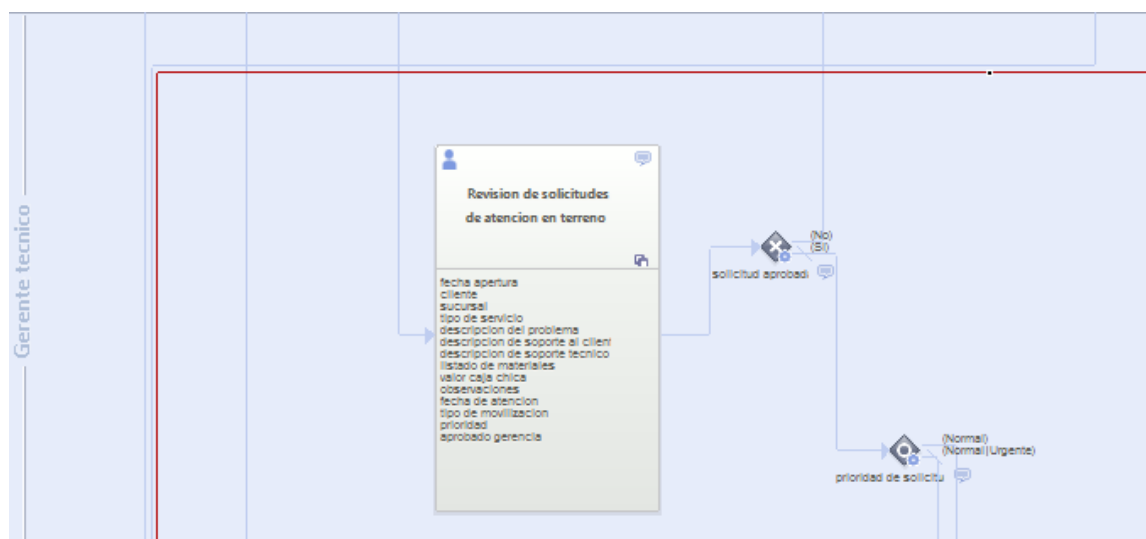 Gerente tecnico
Revision de solicitudes
de atencion en terreno
fecha apertura
cliente
sucursal
tipo de servicio
descripcion del problema
descripcion de soporte al client
descripcion de soporte tecnico
listado de materiales
valor caja chica
observaciones
fecha de atencion
tipo de movilizacion
prioridad
aprobado gerencia
(No)
(Si)
solicitud aprobad
(Normal)
(Normal|Urgente)
prioridad de solicitu